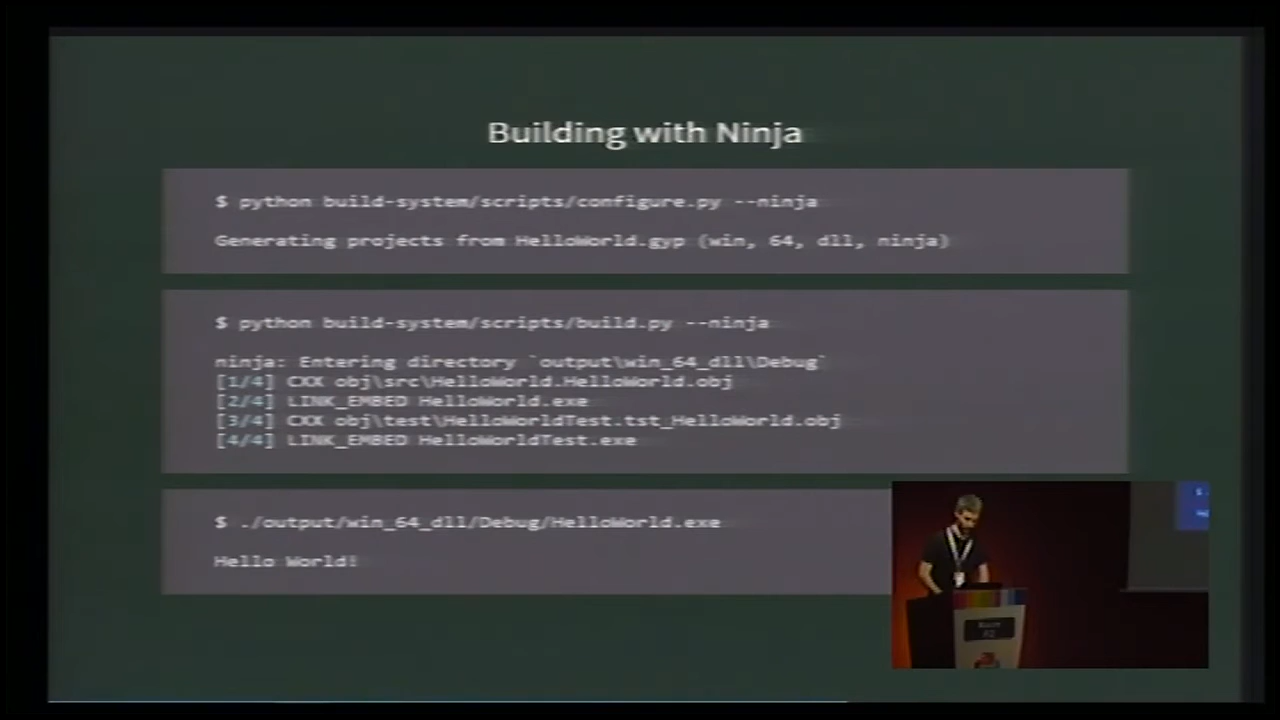 Building with Ninja
$ python build-system/scripts/configure.py --ninja
Generating projects from HelloWorld.gyp (win, 64, dll, ninja)
$ python build-system/scripts/build.py --ninja
ninja: Entering directory `output\win_64_dll\Debug`
[1/4] CXX obj\src\HelloWorld.HelloWorld.obj
[2/4] LINK_EMBED HelloWorld.exe
[3/4] CXX obj\test\HelloWorldTest.tst_HelloWorld.obj
[4/4] LINK_EMBED HelloWorldTest.exe
$ ./output/win_64_dll/Debug/HelloWorld.exe
Hello World!